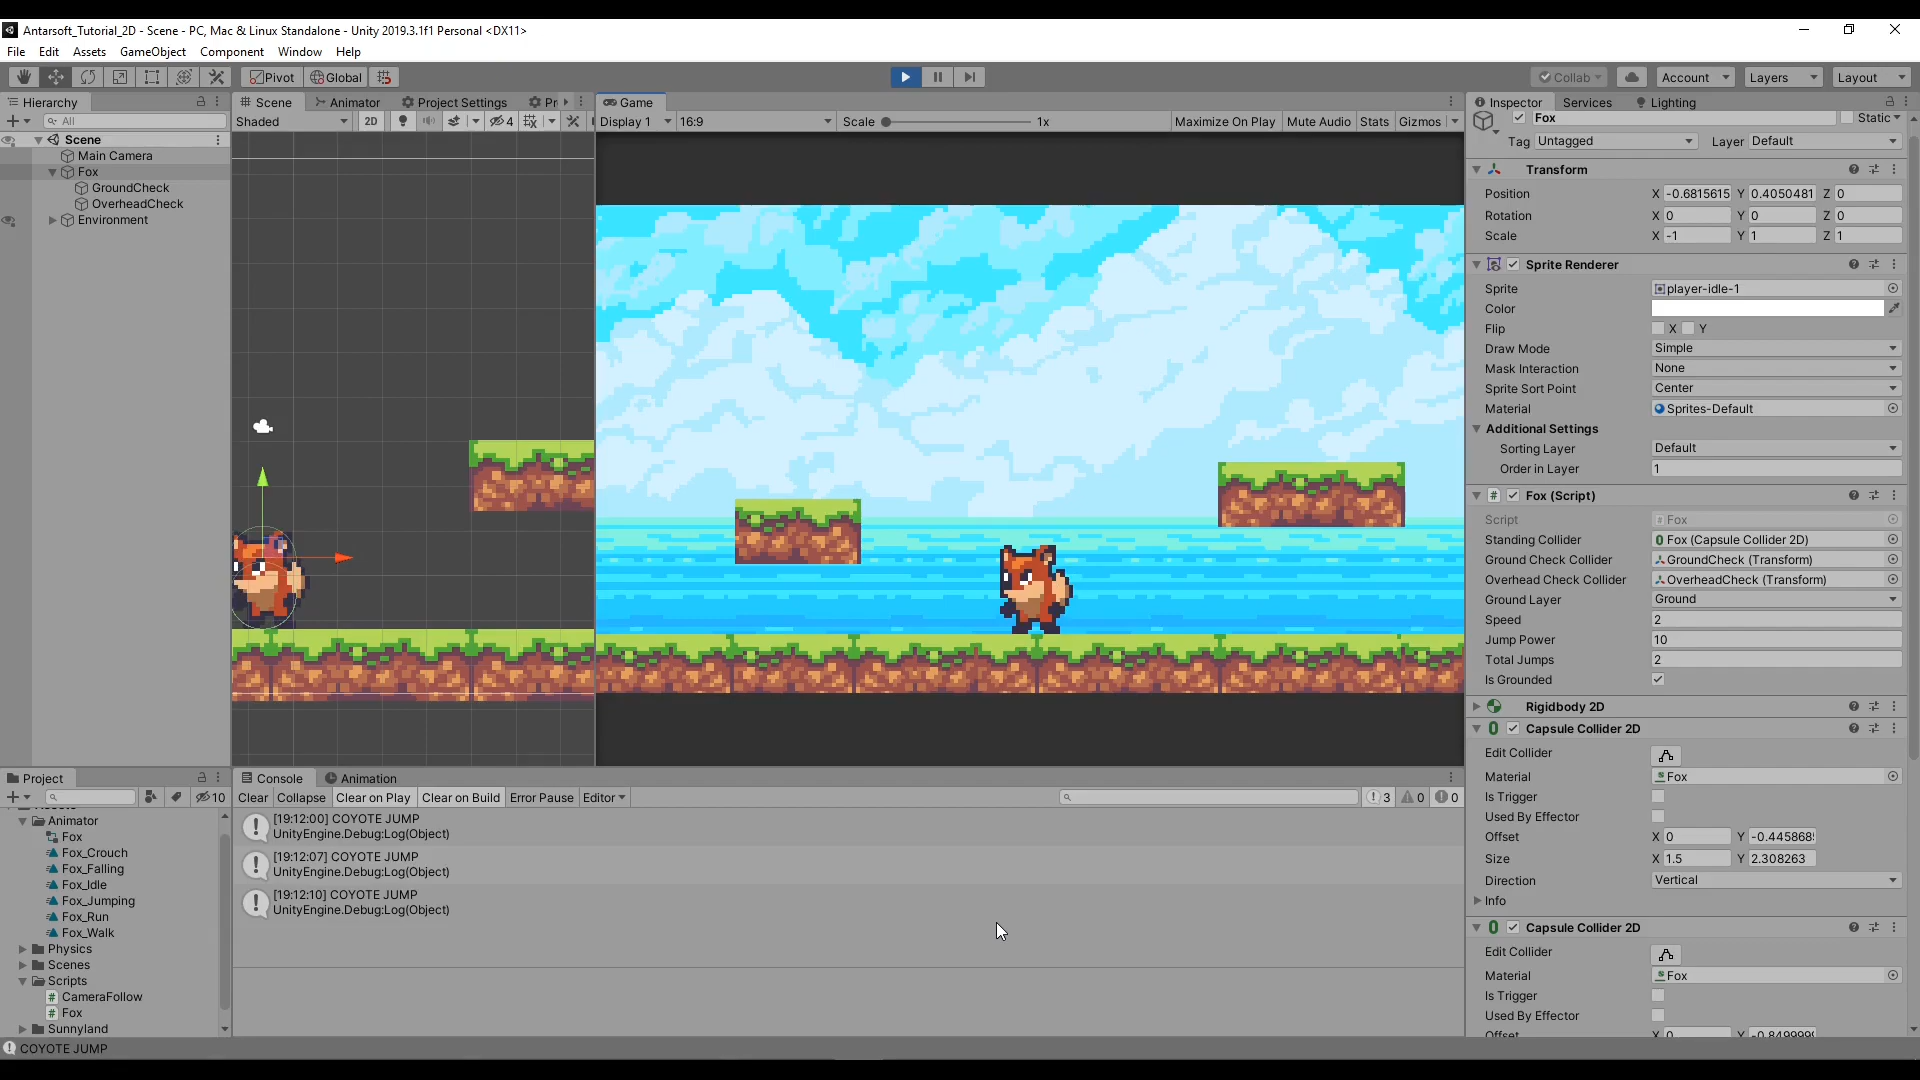 Antarsoft_Tutorial_2D - Scene - PC, Mac & Linux Standalone - Unity 2019.3.1f1 Personal <DX11>
File Edit Assets GameObject Component Window Help
Pivot Global Collab Account Layers Layout
Hierarchy
All
Scene
Main Camera
Fox
GroundCheck
OverheadCheck
Environment
Scene Animator Project Settings Pr
Shaded 2D 4
Game
Display 1 16:9 Scale 1x Maximize On Play Mute Audio Stats Gizmos
Inspector Services Lighting
Fox Static
Tag Untagged Layer Default
Transform
Position X -0.6815615 Y 0.4050481 Z 0
Rotation X 0 Y 0 Z 0
Scale X -1 Y 1 Z 1
Sprite Renderer
Sprite player-idle-1
Color
Flip X Y
Draw Mode Simple
Mask Interaction None
Sprite Sort Point Center
Material Sprites-Default
Additional Settings
Sorting Layer Default
Order in Layer 1
Fox (Script)
Script Fox
Standing Collider Fox (Capsule Collider 2D)
Ground Check Collider GroundCheck (Transform)
Overhead Check Collider OverheadCheck (Transform)
Ground Layer Ground
Speed 2
Jump Power 10
Total Jumps 2
Is Grounded
Rigidbody 2D
Capsule Collider 2D
Edit Collider
Material Fox
Is Trigger
Used By Effector
Offset X 0 Y -0.445868
Size X 1.5 Y 2.308263
Direction Vertical
Info
Capsule Collider 2D
Edit Collider
Material Fox
Is Trigger
Used By Effector
Offset X 0 Y -0.849999
Project
10
Assets
Animator
Fox
Fox_Crouch
Fox_Falling
Fox_Idle
Fox_Jumping
Fox_Run
Fox_Walk
Physics
Scenes
Scripts
CameraFollow
Fox
Sunnyland
Console Animation
Clear Collapse Clear on Play Clear on Build Error Pause Editor 3 0 0
[19:12:00] COYOTE JUMP
UnityEngine.Debug:Log(Object)
[19:12:07] COYOTE JUMP
UnityEngine.Debug:Log(Object)
[19:12:10] COYOTE JUMP
UnityEngine.Debug:Log(Object)
COYOTE JUMP